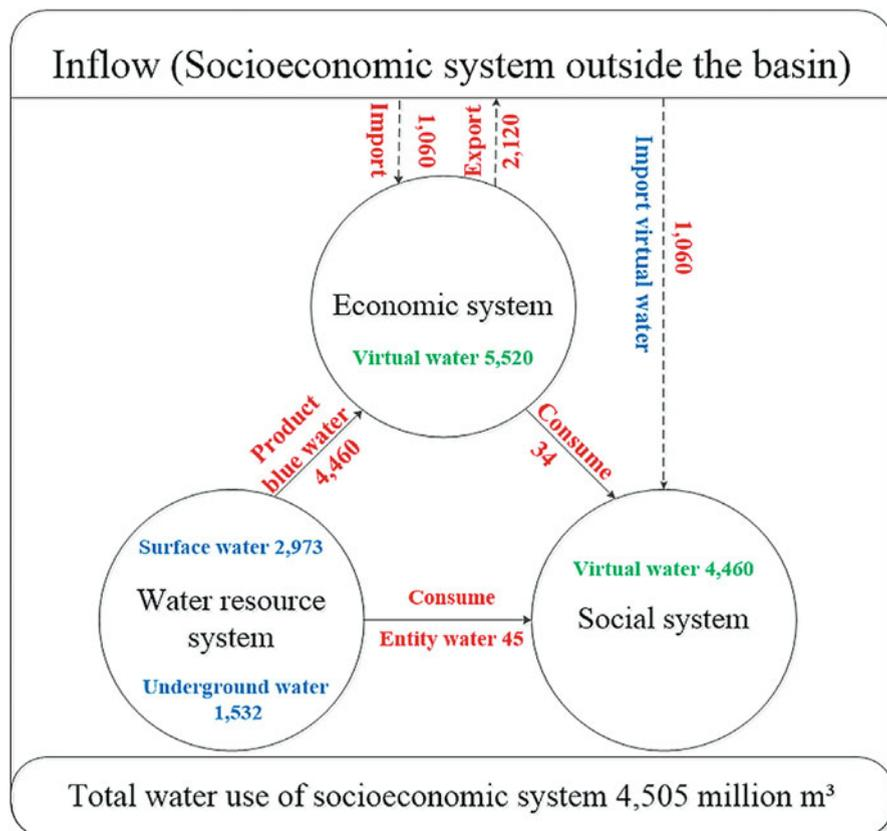 Inflow (Socioeconomic system outside the basin)
Import
1,060
Export
2,120
Import virtual water
1,060
Economic system
Virtual water 5,520
Product
blue water
4,460
Consume
34
Surface water 2,973
Water resource
system
Underground water
1,532
Consume
Entity water 45
Virtual water 4,460
Social system
Total water use of socioeconomic system 4,505 million m³